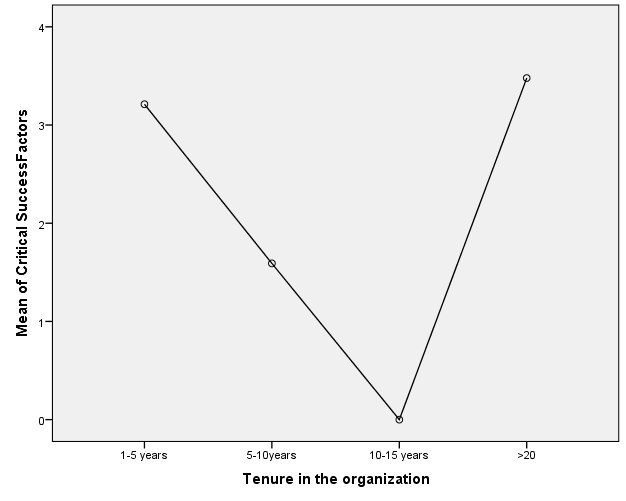 4
3
2
1
0
Mean of Critical SuccessFactors
1-5 years
5-10years
10-15 years
>20
Tenure in the organization